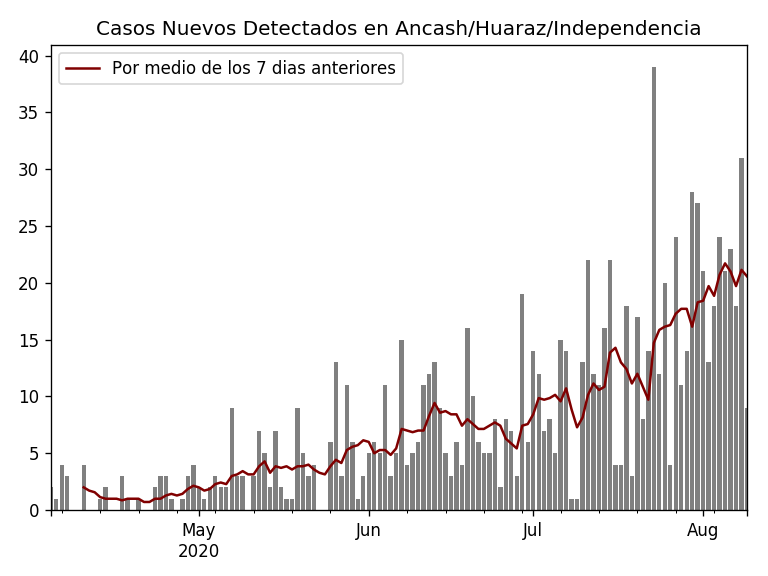 Casos Nuevos Detectados en Ancash/Huaraz/Independencia
Por medio de los 7 dias anteriores
40
35
30
25
20
15
10
5
0
May
2020
Jun
Jul
Aug